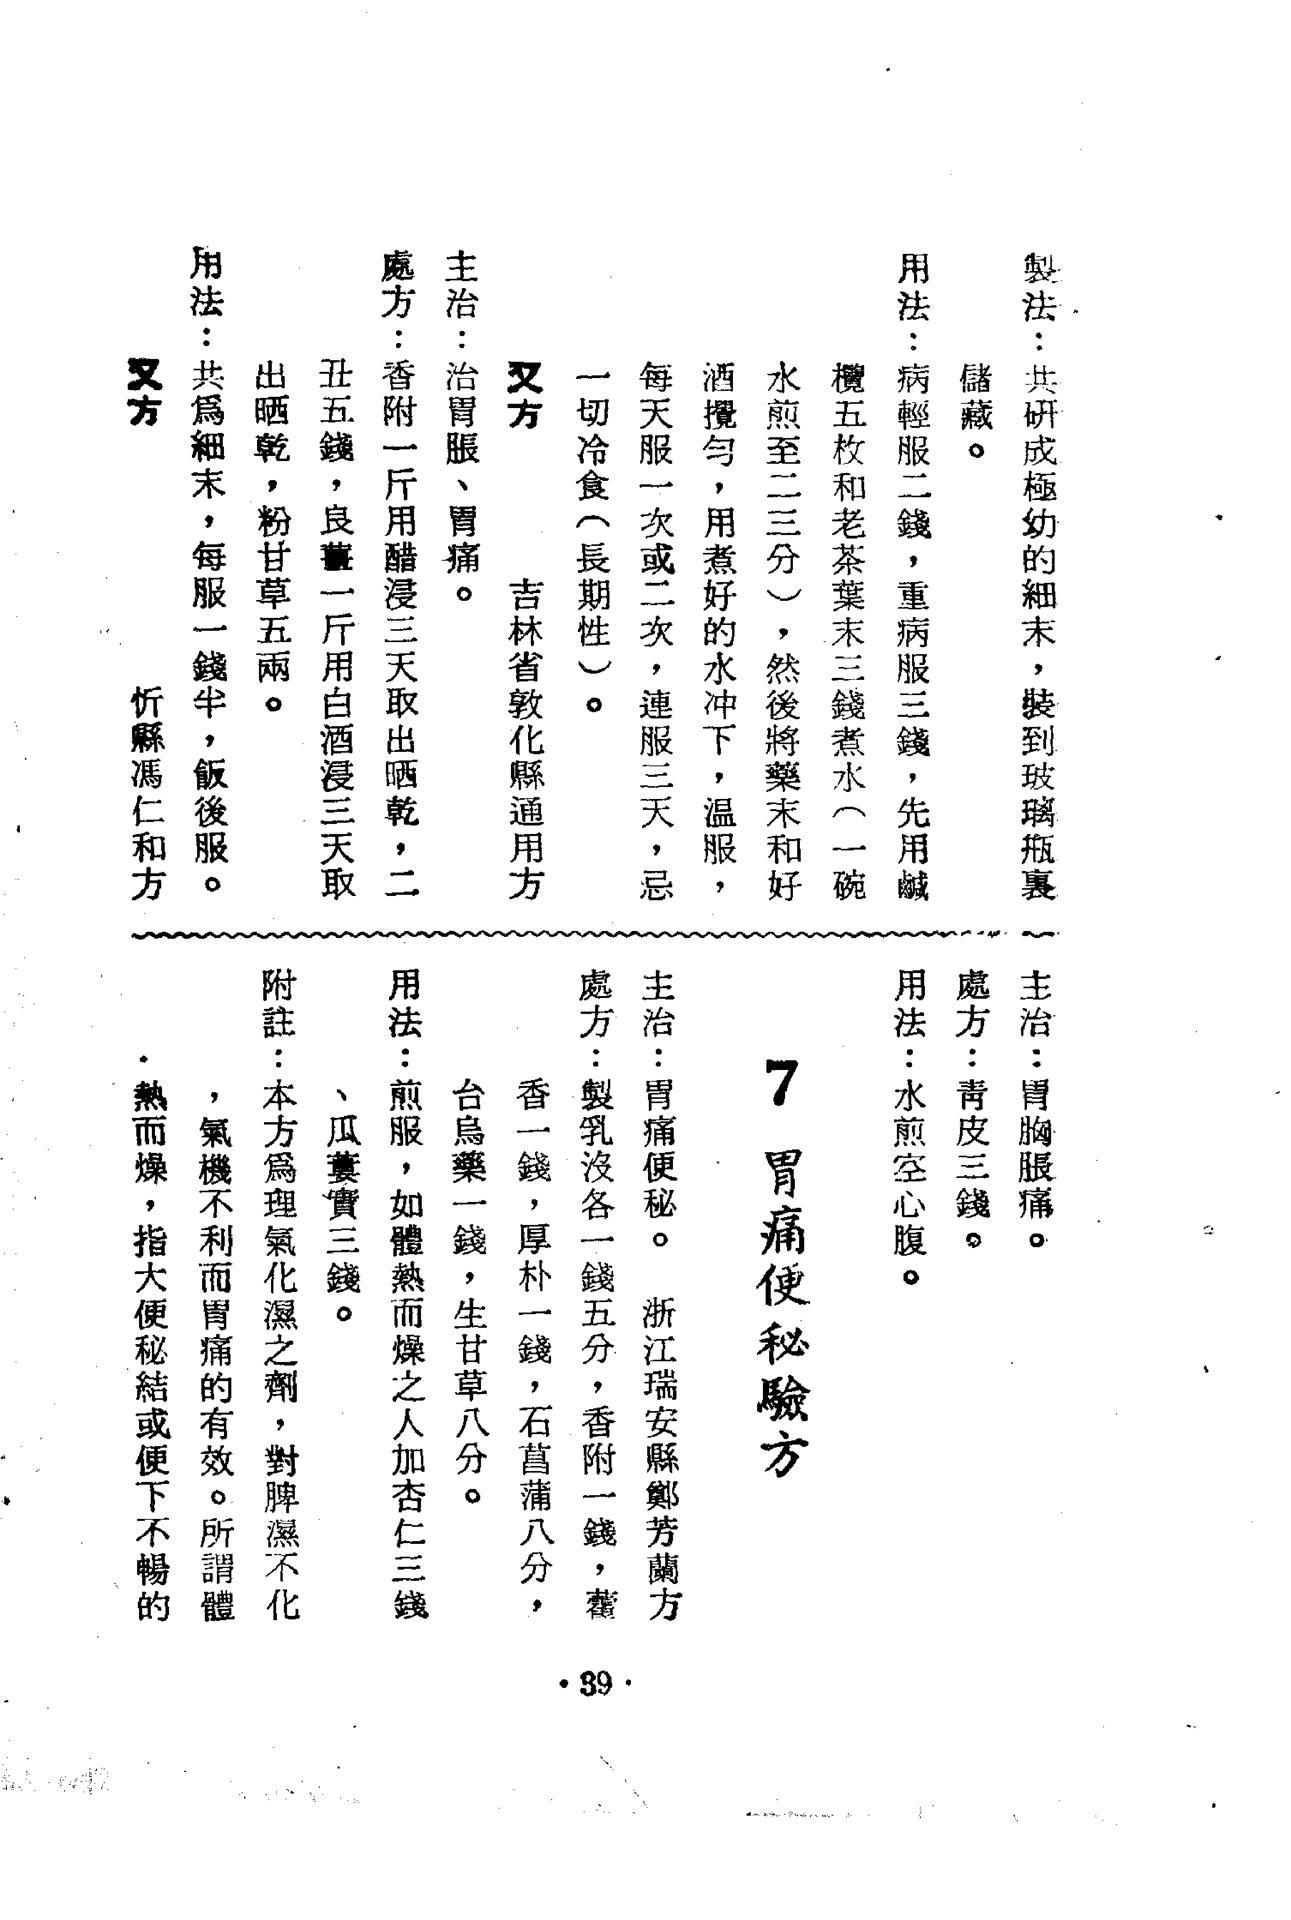 製法：共研成極幼的細末，裝到玻璃瓶裏
儲藏。
用法：病輕服二錢，重病服三錢，先用鹹
欖五枚和老茶葉末三錢煮水（一碗
水煎至二三分），然後將藥末和好
酒攪勻，用煮好的水冲下，温服，
每天服一次或二次，連服三天，忌
一切冷食（長期性）。
又方　吉林省敦化縣通用方
主治：治胃脹、胃痛。
處方：香附一斤用醋浸三天取出晒乾，二
丑五錢，良薑一斤用白酒浸三天取
出晒乾，粉甘草五兩。
用法：共爲細末，每服一錢半，飯後服。
又方　忻縣馮仁和方
主治：胃胸脹痛。
處方：靑皮三錢。
用法：水煎空心腹。
7 胃痛便秘驗方
主治：胃痛便秘。　浙江瑞安縣鄭芳蘭方
處方：製乳沒各一錢五分，香附一錢，藿
香一錢，厚朴一錢，石菖蒲八分，
台烏藥一錢，生甘草八分。
用法：煎服，如體熱而燥之人加杏仁三錢
、瓜蔞實三錢。
附註：本方爲理氣化濕之劑，對脾濕不化
，氣機不利而胃痛的有效。所謂體
熱而燥，指大便秘結或便下不暢的
·39·